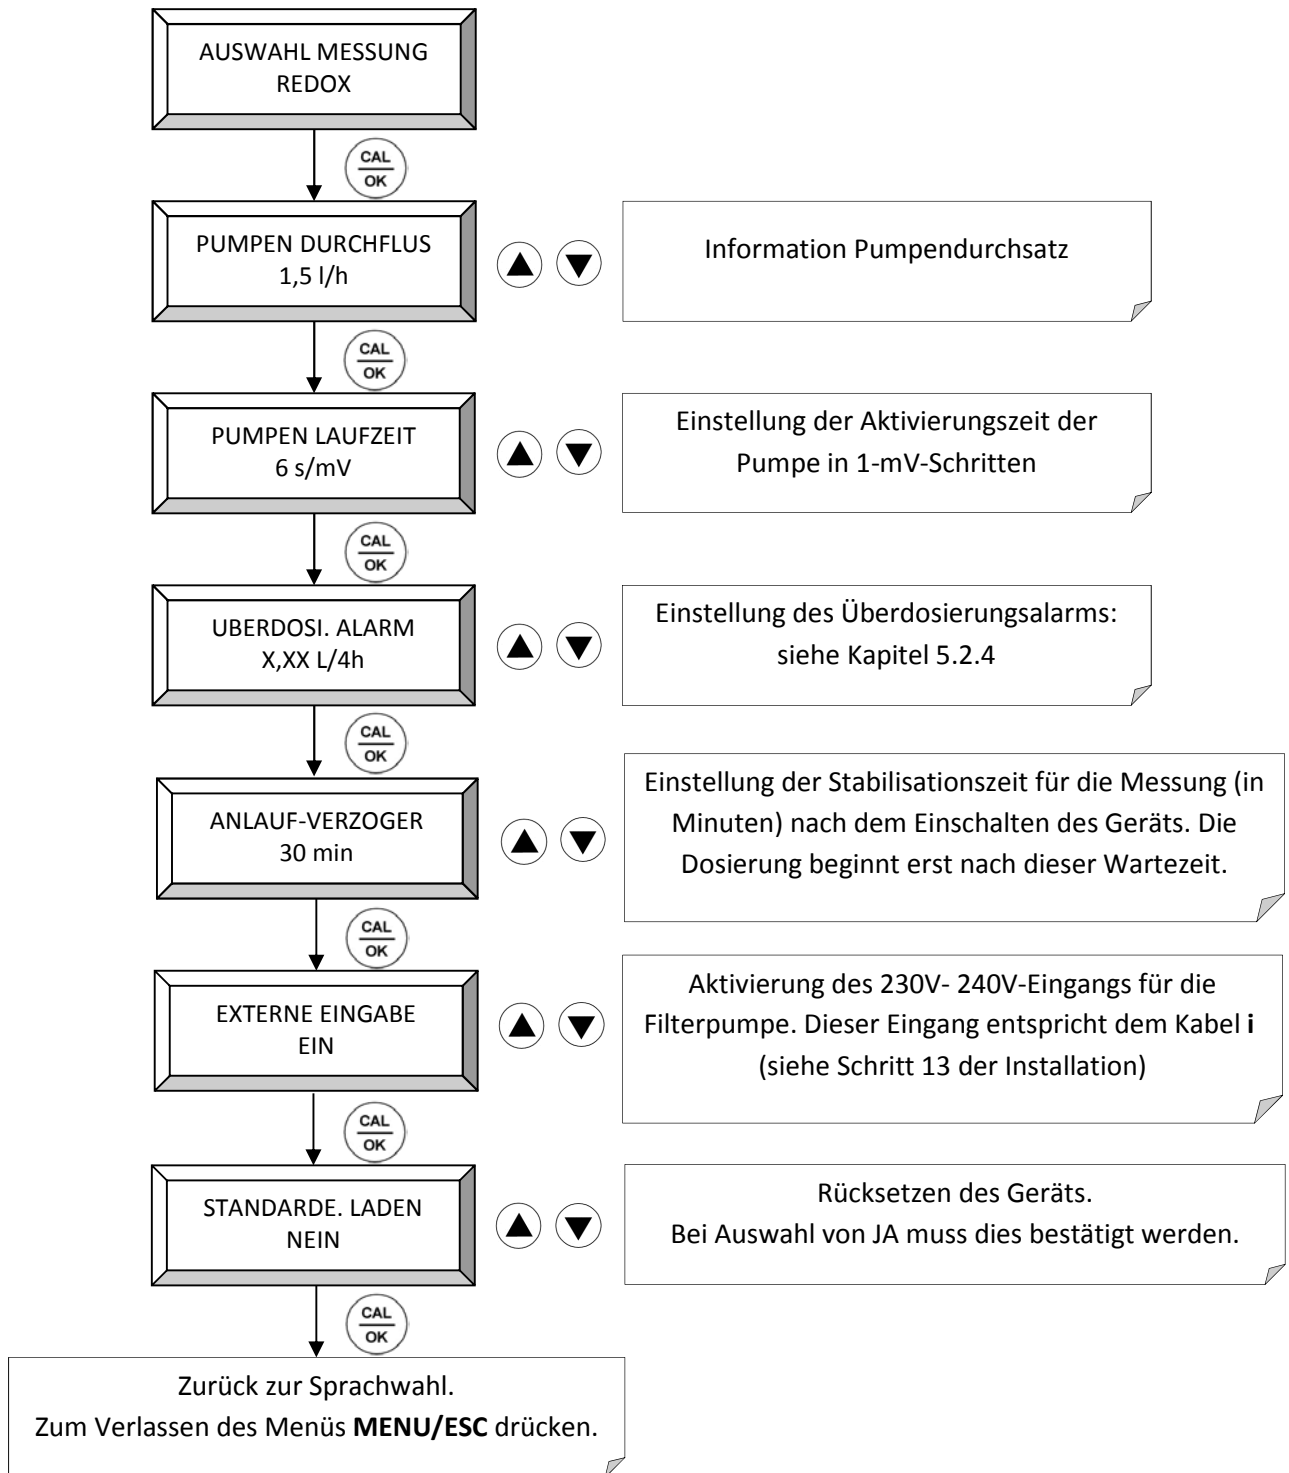 AUSWAHL MESSUNG
REDOX
CAL
OK
PUMPEN DURCHFLUS
1,5 l/h
Information Pumpendurchsatz
CAL
OK
PUMPEN LAUFZEIT
6 s/mV
Einstellung der Aktivierungszeit der
Pumpe in 1-mV-Schritten
CAL
OK
UBERDOSI. ALARM
X,XX L/4h
Einstellung des Überdosierungsalarms:
siehe Kapitel 5.2.4
CAL
OK
ANLAUF-VERZOGER
30 min
Einstellung der Stabilisationszeit für die Messung (in
Minuten) nach dem Einschalten des Geräts. Die
Dosierung beginnt erst nach dieser Wartezeit.
CAL
OK
EXTERNE EINGABE
EIN
Aktivierung des 230V- 240V-Eingangs für die
Filterpumpe. Dieser Eingang entspricht dem Kabel i
(siehe Schritt 13 der Installation)
CAL
OK
STANDARDE. LADEN
NEIN
Rücksetzen des Geräts.
Bei Auswahl von JA muss dies bestätigt werden.
CAL
OK
Zurück zur Sprachwahl.
Zum Verlassen des Menüs MENU/ESC drücken.